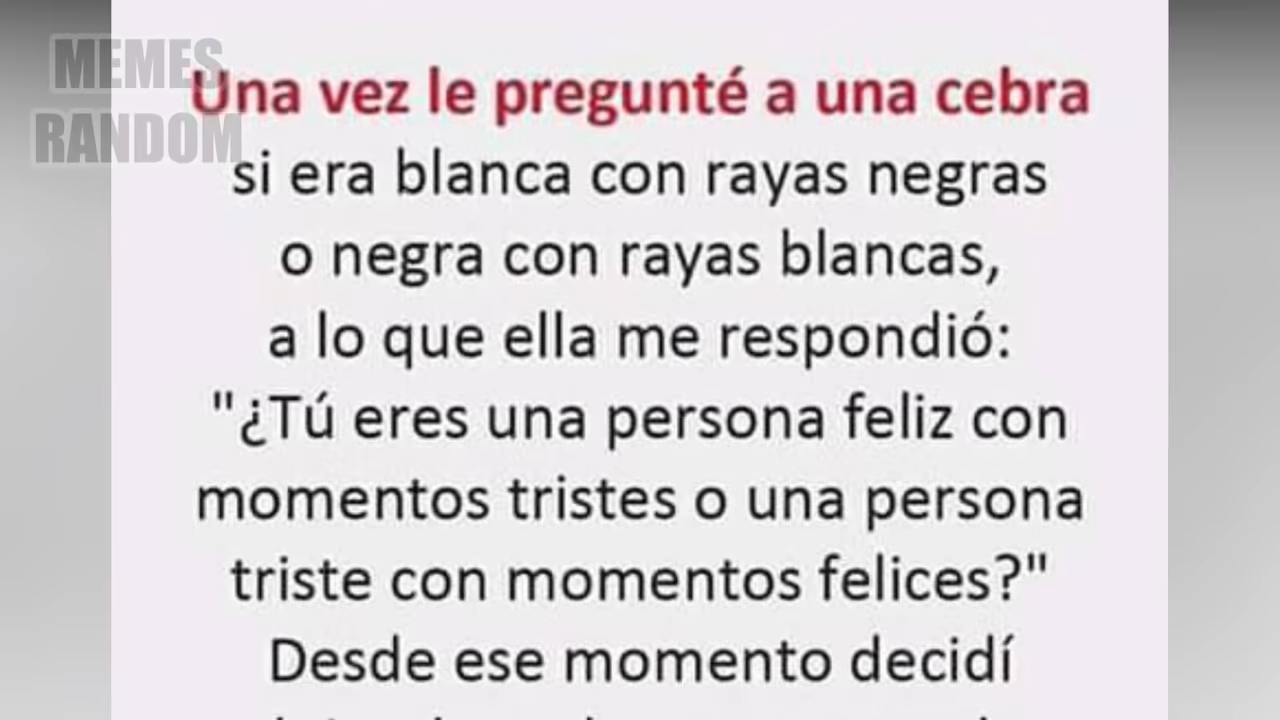 MEMES
RANDOM
Una vez le pregunté a una cebra
si era blanca con rayas negras
o negra con rayas blancas,
a lo que ella me respondió:
"¿Tú eres una persona feliz con
momentos tristes o una persona
triste con momentos felices?"
Desde ese momento decidí